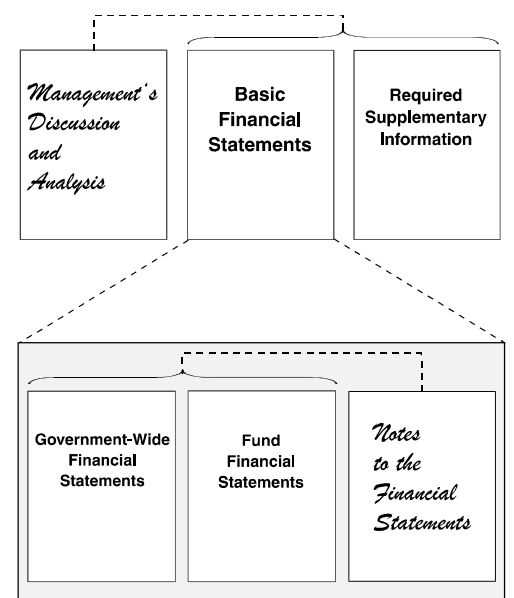 Management's
Discussion
and
Analysis
Basic
Financial
Statements
Required
Supplementary
Information
Government-Wide
Financial
Statements
Fund
Financial
Statements
Notes
to the
Financial
Statements